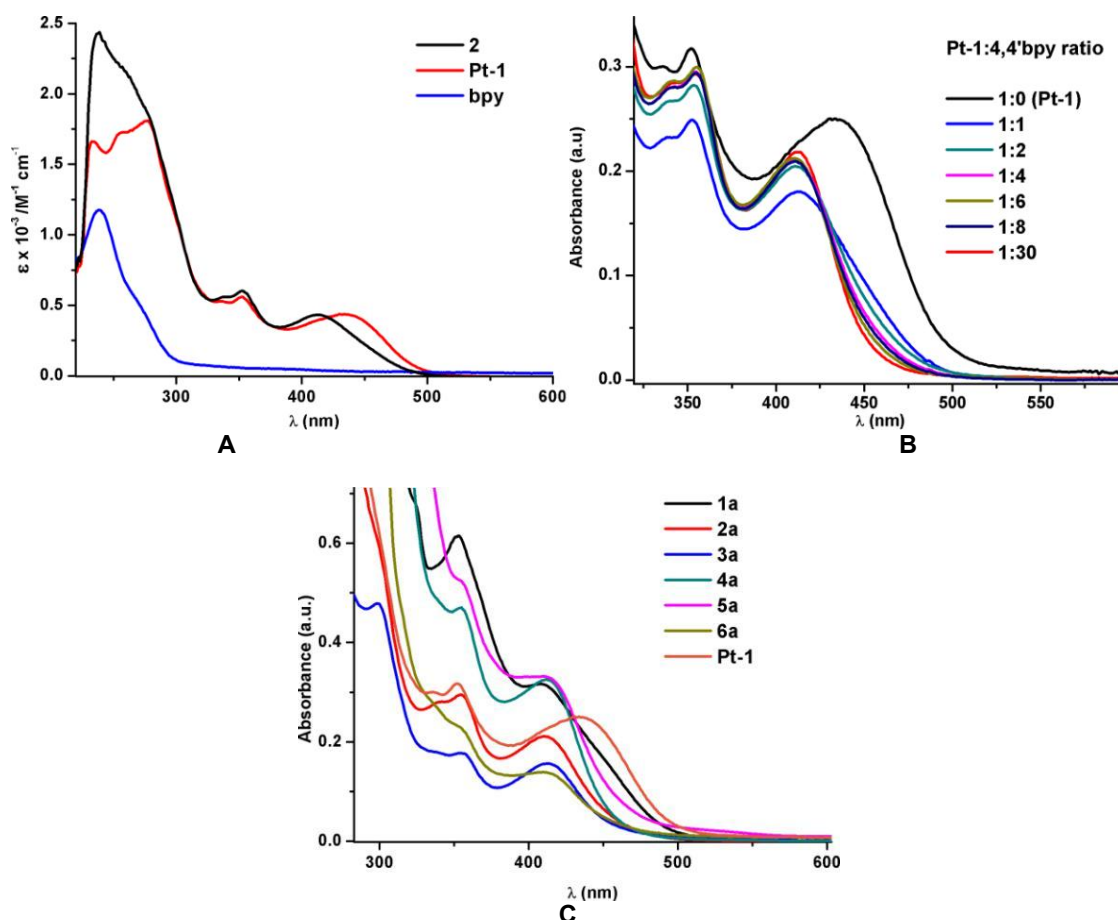 2.5
2.0
1.5
1.0
0.5
0.0
ε x 10⁻³ /M⁻¹ cm⁻¹
2
Pt-1
bpy
300
400
500
600
λ (nm)
A
0.3
0.2
0.1
0.0
Absorbance (a.u)
Pt-1:4,4'bpy ratio
1:0 (Pt-1)
1:1
1:2
1:4
1:6
1:8
1:30
350
400
450
500
550
λ (nm)
B
0.6
0.4
0.2
0.0
Absorbance (a.u.)
1a
2a
3a
4a
5a
6a
Pt-1
300
400
500
600
λ (nm)
C